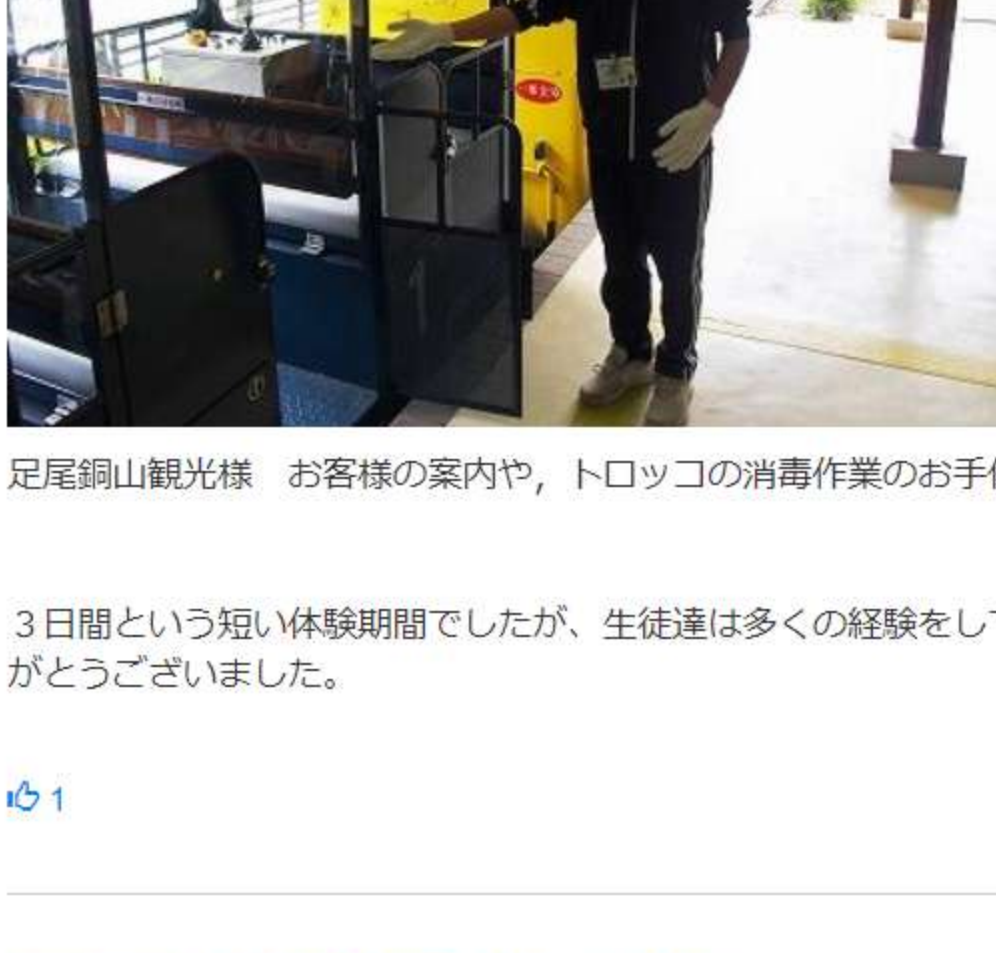 足尾銅山観光様　お客様の案内や，トロッコの消毒作業のお手
３日間という短い体験期間でしたが、生徒達は多くの経験をし
がとうございました。
1